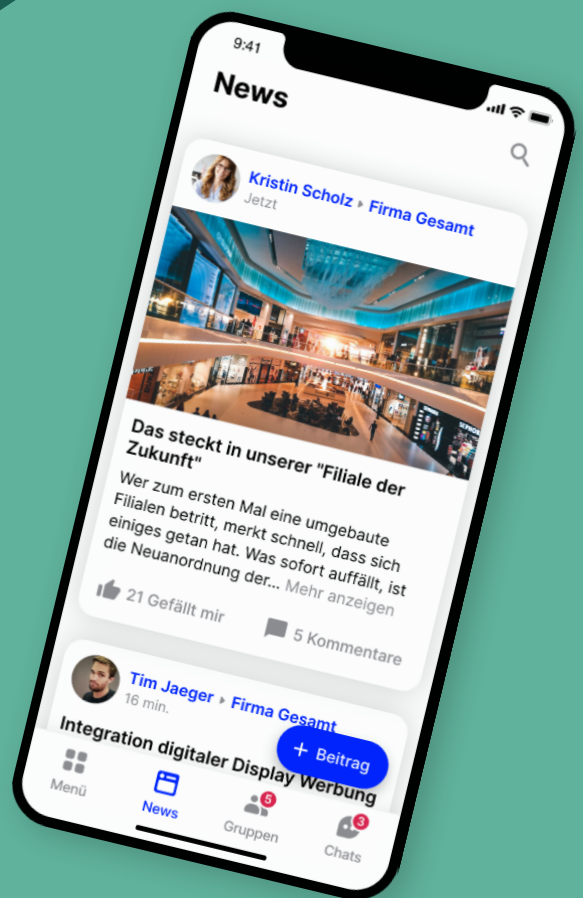 9:41
News
Kristin Scholz ▸ Firma Gesamt
Jetzt
SEPHORA
Das steckt in unserer "Filiale der
Zukunft"
Wer zum ersten Mal eine umgebaute
Filialen betritt, merkt schnell, dass sich
einiges getan hat. Was sofort auffällt, ist
die Neuanordnung der... Mehr anzeigen
21 Gefällt mir
5 Kommentare
Tim Jaeger ▸ Firma Gesamt
16 min.
Integration digitaler Display Werbung
+ Beitrag
Menü
News
5
Gruppen
3
Chats